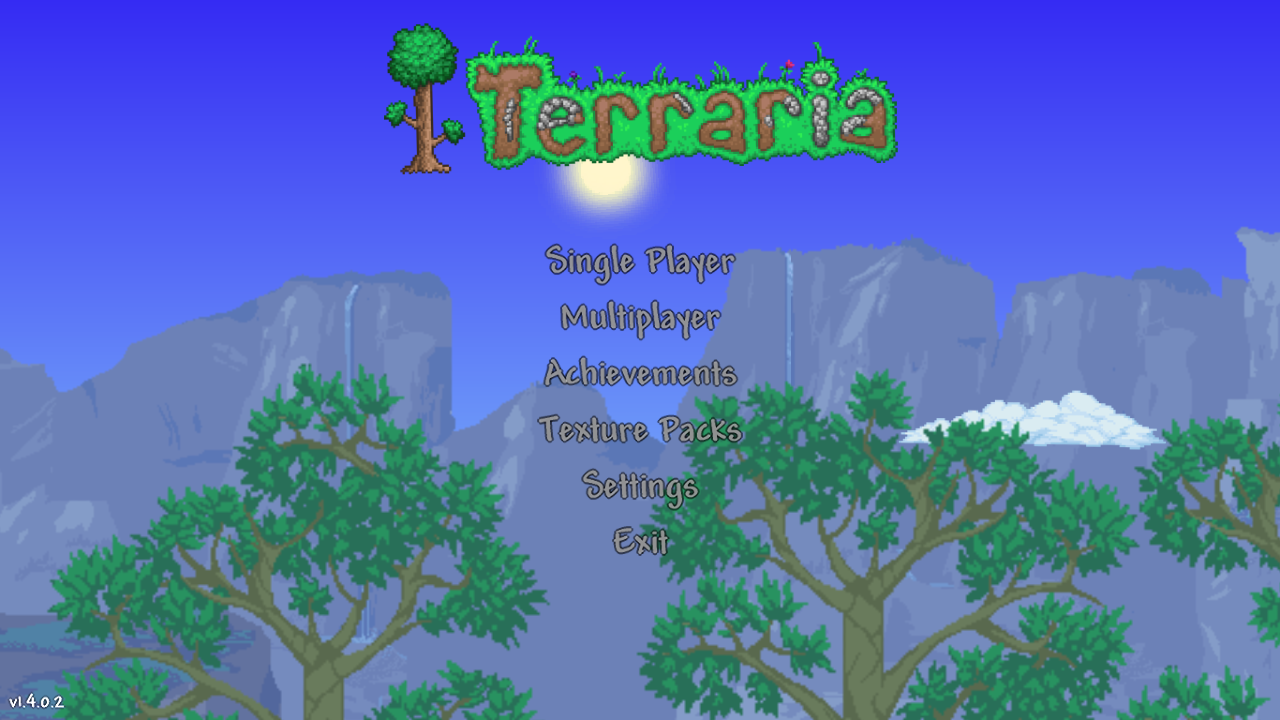 Terraria
Single Player
Multiplayer
Achievements
Texture Packs
Settings
Exit
v1.4.0.2